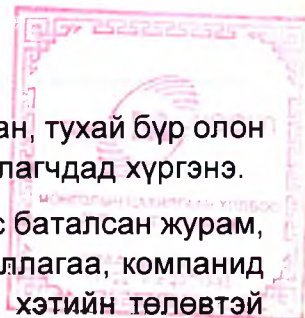 ан, тухай бүр олон
лагчдад хүргэнэ.
с баталсан журам,
ллагаа, компанид
хэтийн төлөвтэй